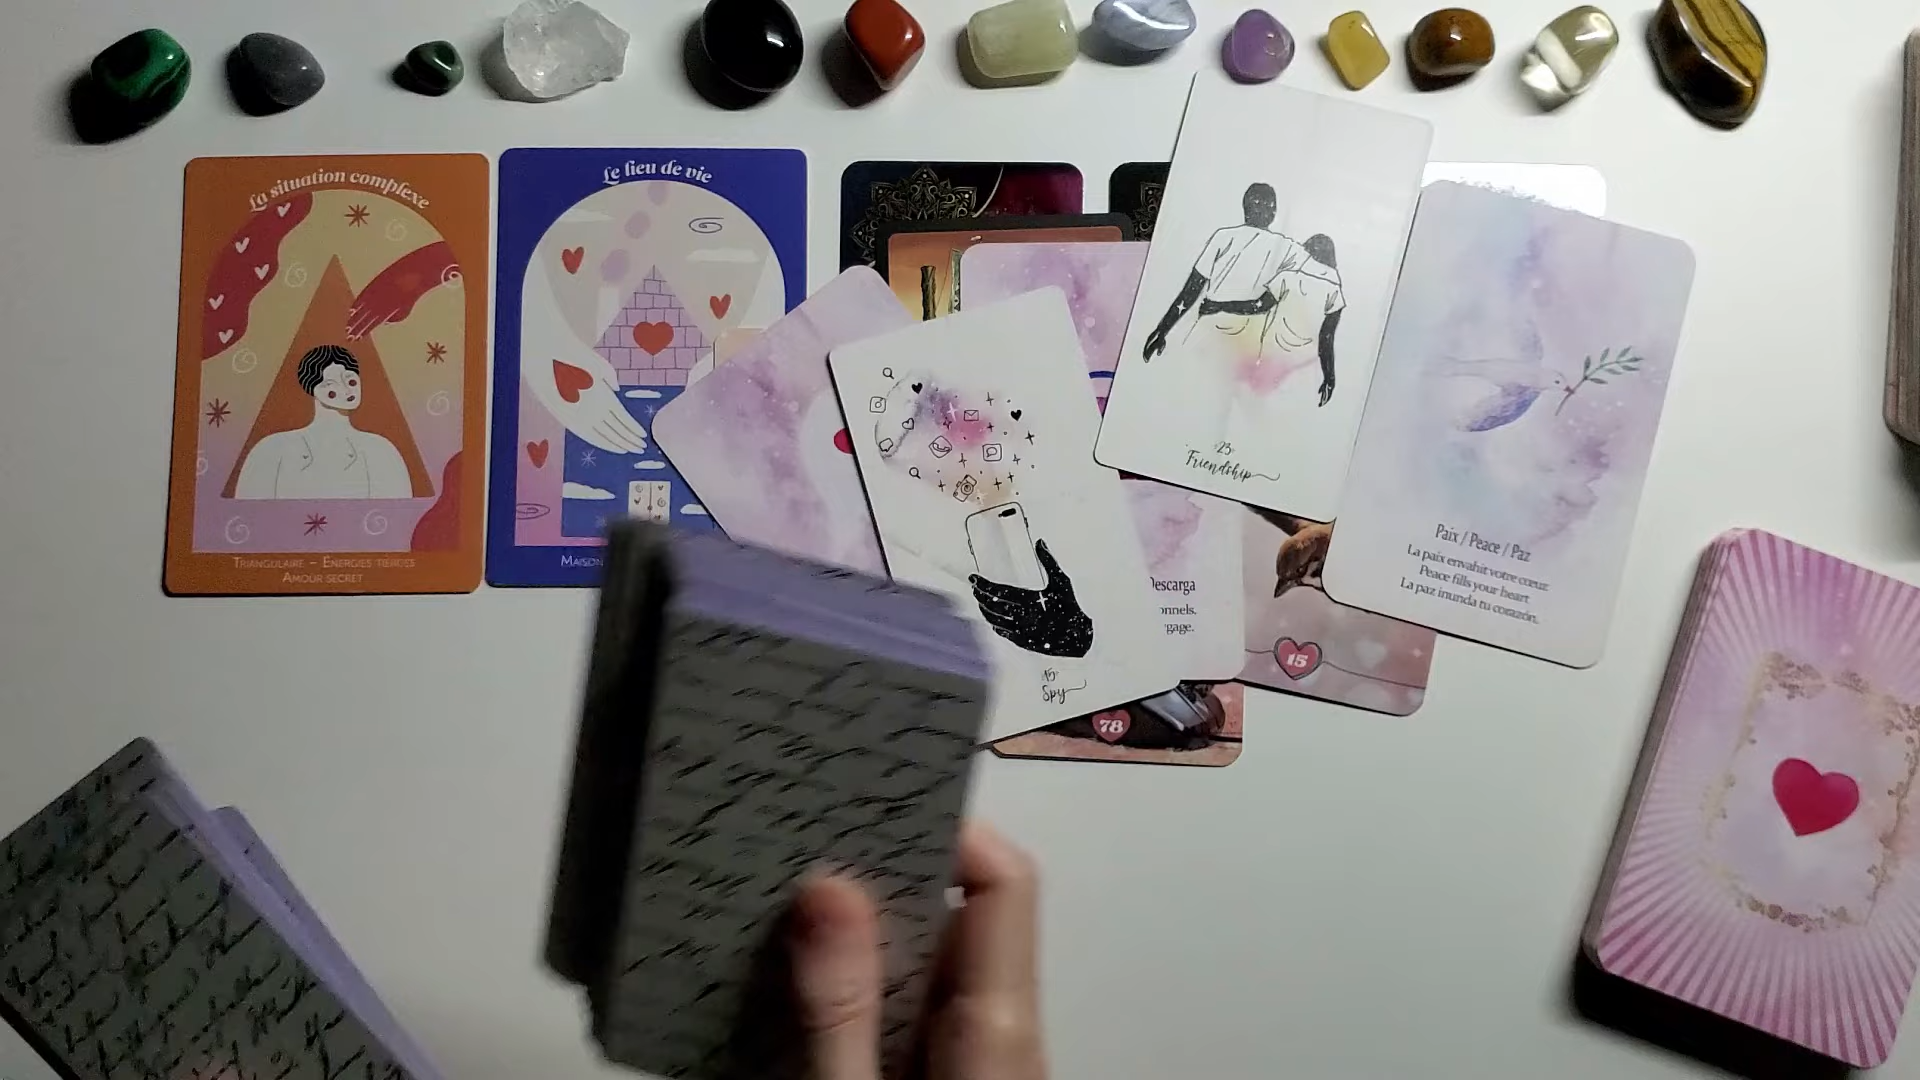 La situation complexe
TRIANGULAIRE – ENERGIES TIERCES
AMOUR SECRET
Le lieu de vie
MAISON
15
Spy
78
Descarga
onnels.
gage.
23
Friendship
15
Paix / Peace / Paz
La paix envahit votre cœur.
Peace fills your heart
La paz inunda tu corazón.